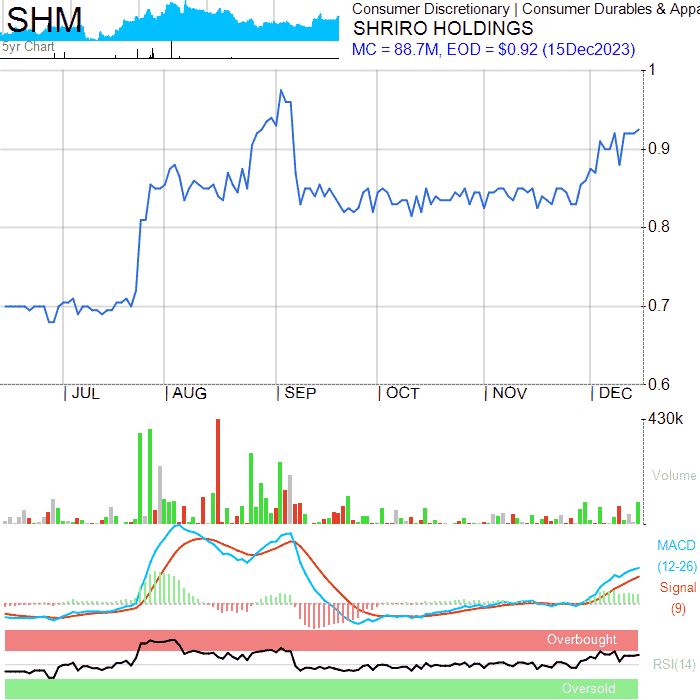 SHM
5yr Chart
Consumer Discretionary | Consumer Durables & Appa
SHRIRO HOLDINGS
MC = 88.7M, EOD = $0.92 (15Dec2023)
1
0.9
0.8
0.7
0.6
JUL AUG SEP OCT NOV DEC
430k
Volume
MACD
(12-26)
Signal
(9)
Overbought
RSI(14)
Oversold